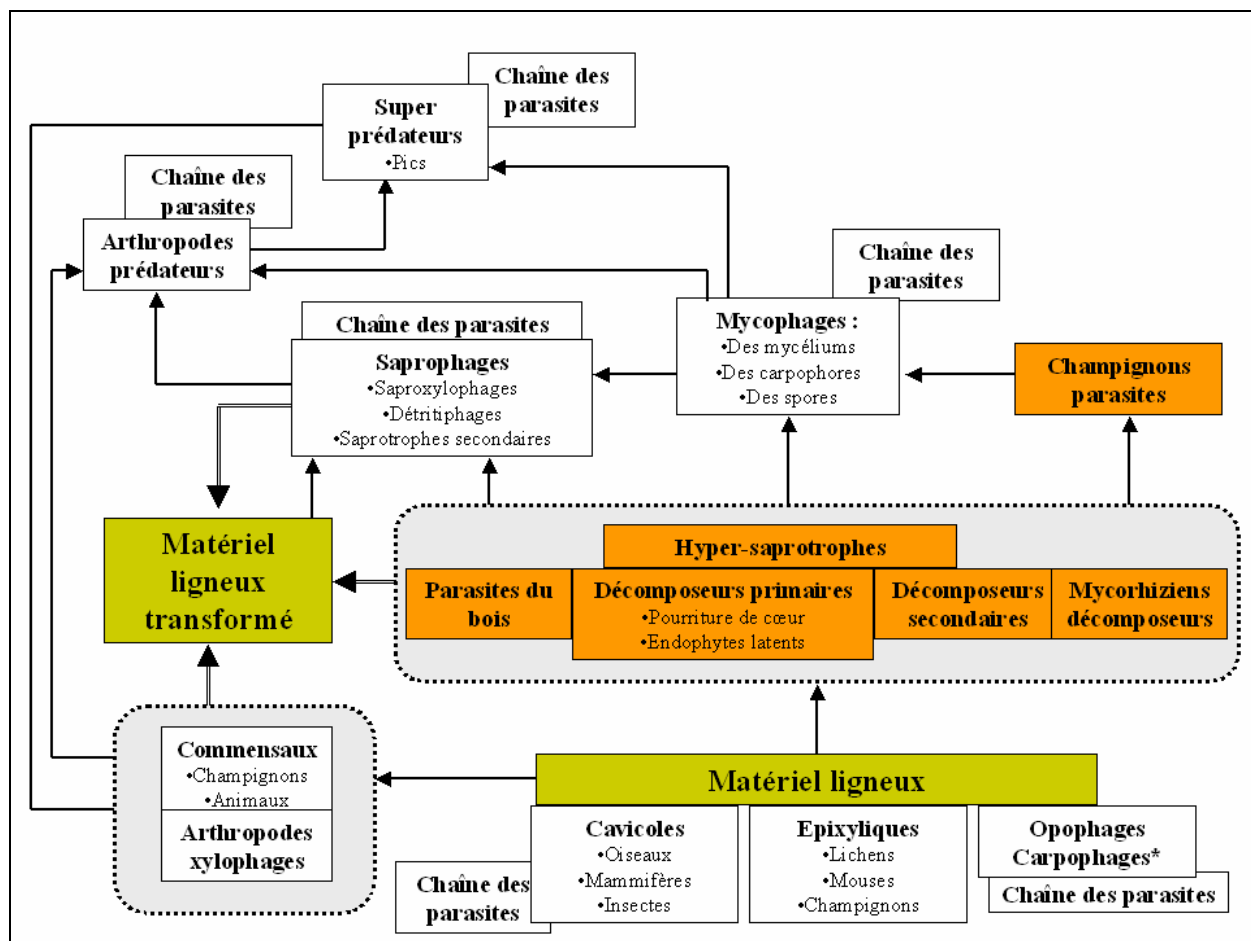 Chaîne des
parasites
Super
prédateurs
•Pics
Chaîne des
parasites
Arthropodes
prédateurs
Chaîne des
parasites
Chaîne des parasites
Saprophages
•Saproxylophages
•Détritiphages
•Saprotrophes secondaires
Mycophages :
•Des mycéliums
•Des carpophores
•Des spores
Champignons
parasites
Matériel
ligneux
transformé
Hyper-saprotrophes
Parasites du
bois
Décomposeurs primaires
•Pourriture de cœur
•Endophytes latents
Décomposeurs
secondaires
Mycorhiziens
décomposeurs
Commensaux
•Champignons
•Animaux
Arthropodes
xylophages
Matériel ligneux
Chaîne des
parasites
Cavicoles
•Oiseaux
•Mammifères
•Insectes
Epixyliques
•Lichens
•Mouses
•Champignons
Opophages
Carpophages*
Chaîne des parasites